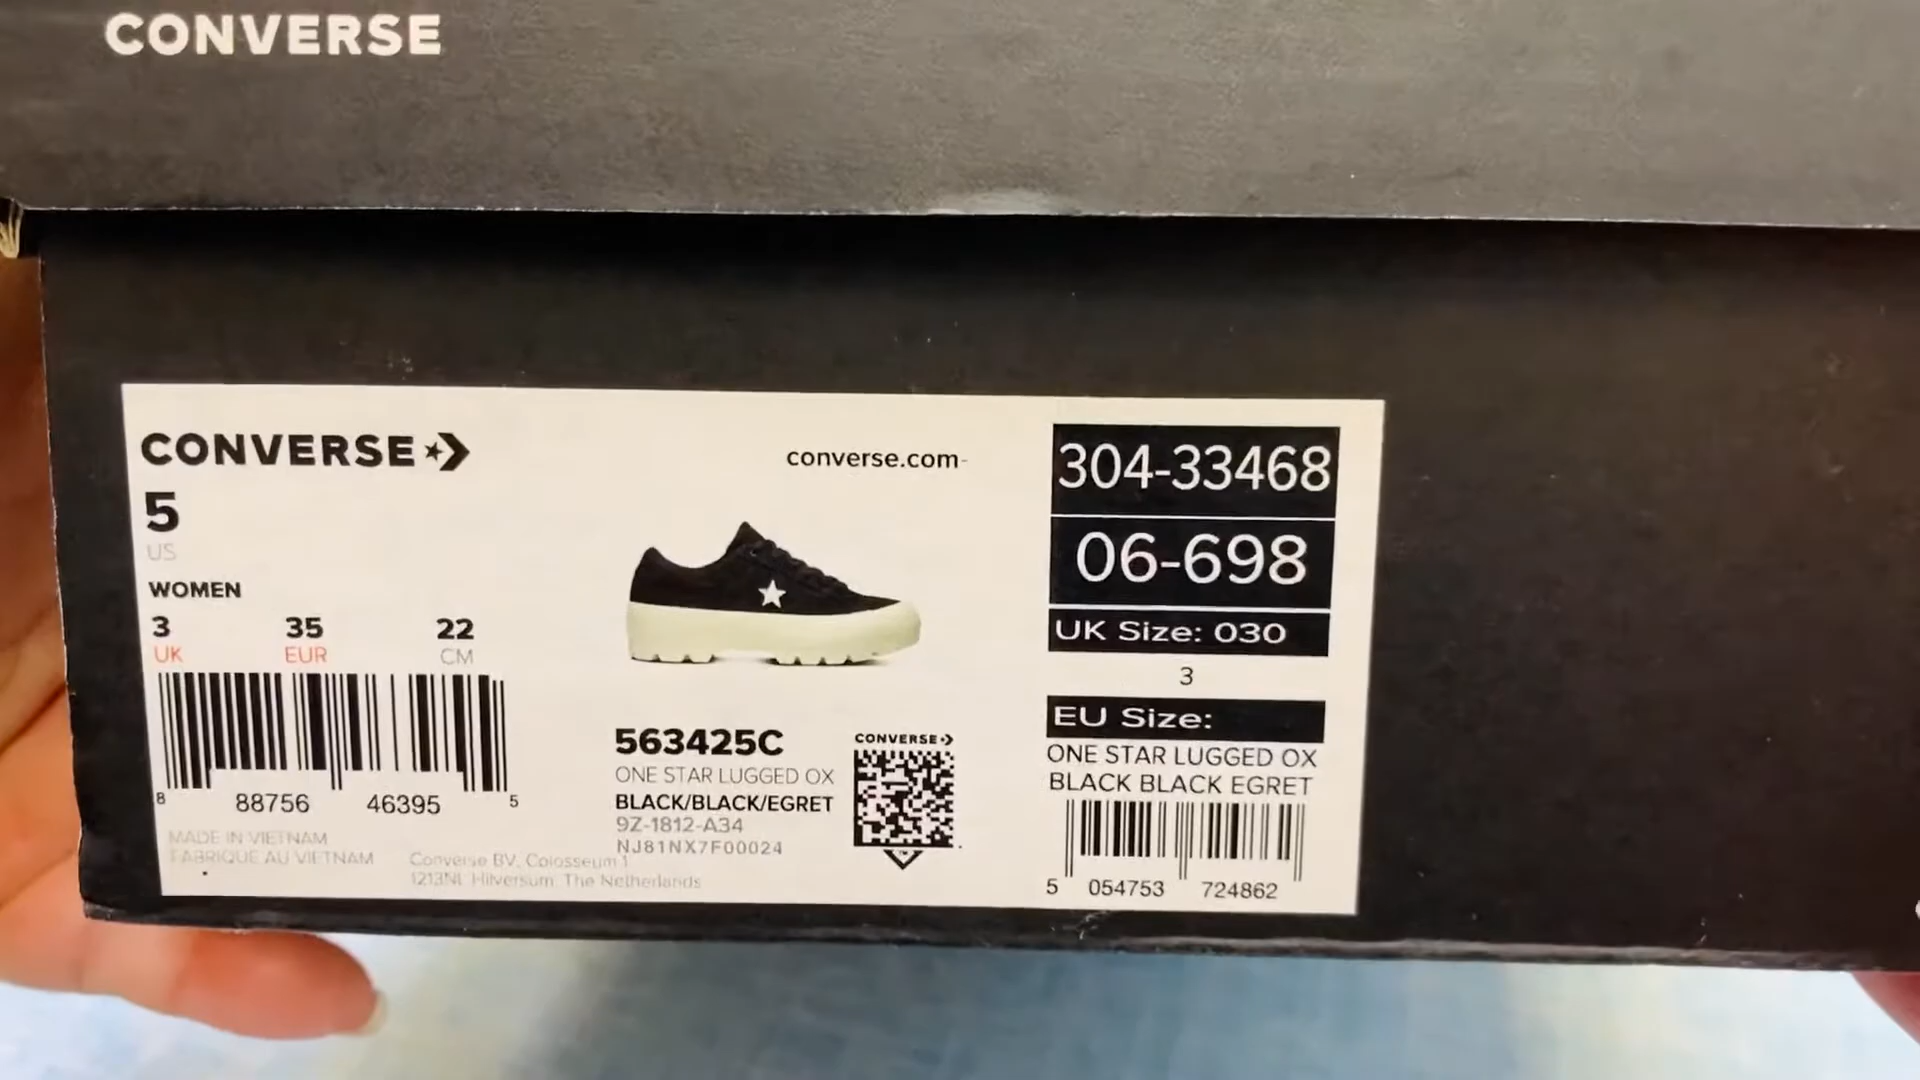 CONVERSE
CONVERSE
5
US
WOMEN
3 35 22
UK EUR CM
8 88756 46395 5
MADE IN VIETNAM
FABRIQUE AU VIETNAM
Converse BV, Colosseum 1
1213NL Hilversum, The Netherlands
converse.com
563425C
ONE STAR LUGGED OX
BLACK/BLACK/EGRET
9Z-1812-A34
NJ81NX7F00024
CONVERSE
304-33468
06-698
UK Size: 030
3
EU Size:
ONE STAR LUGGED OX
BLACK BLACK EGRET
5 054753 724862